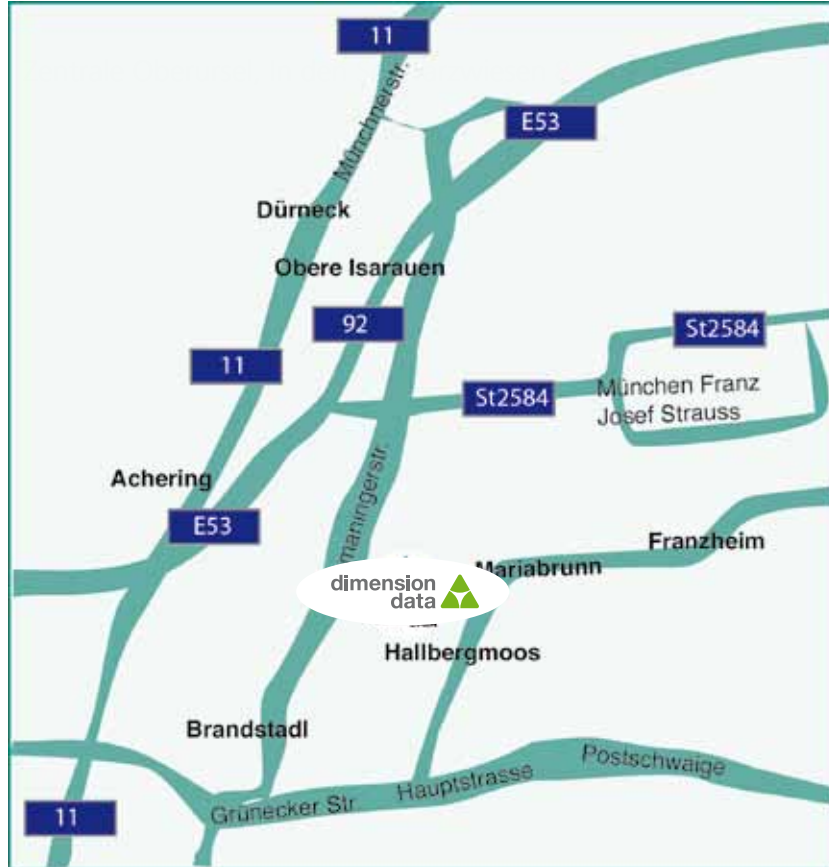 11
Münchnerstr.
E53
Dürneck
Obere Isarauen
92
St2584
11
St2584
München Franz
Josef Strauss
Achering
E53
maningerstr.
Franzheim
Mariabrunn
dimension
data
Hallbergmoos
Brandstadl
Postschwaige
Hauptstrasse
Grünecker Str.
11